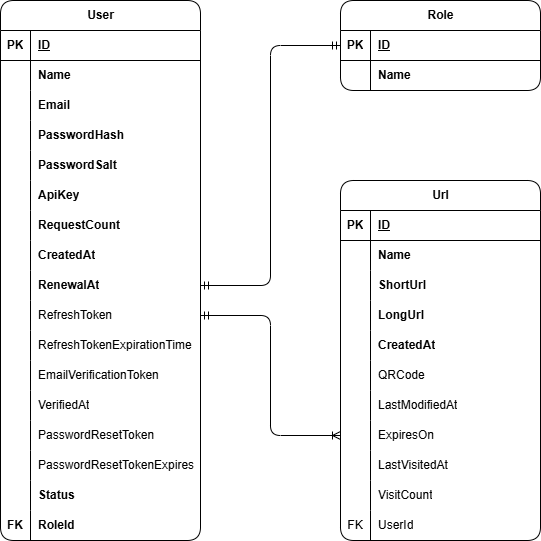 User
PK ID
Name
Email
PasswordHash
PasswordSalt
ApiKey
RequestCount
CreatedAt
RenewalAt
RefreshToken
RefreshTokenExpirationTime
EmailVerificationToken
VerifiedAt
PasswordResetToken
PasswordResetTokenExpires
Status
FK RoleId
Role
PK ID
Name
Url
PK ID
Name
ShortUrl
LongUrl
CreatedAt
QRCode
LastModifiedAt
ExpiresOn
LastVisitedAt
VisitCount
FK UserId